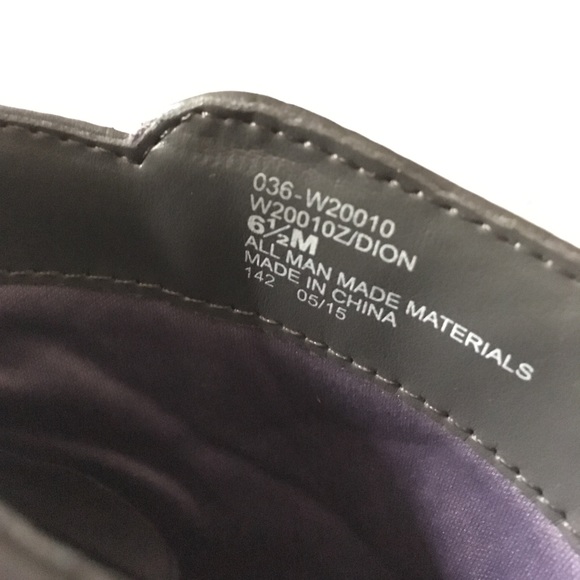 036-W20010
W20010Z/DION
6½M
ALL MAN MADE MATERIALS
MADE IN CHINA
142 05/15